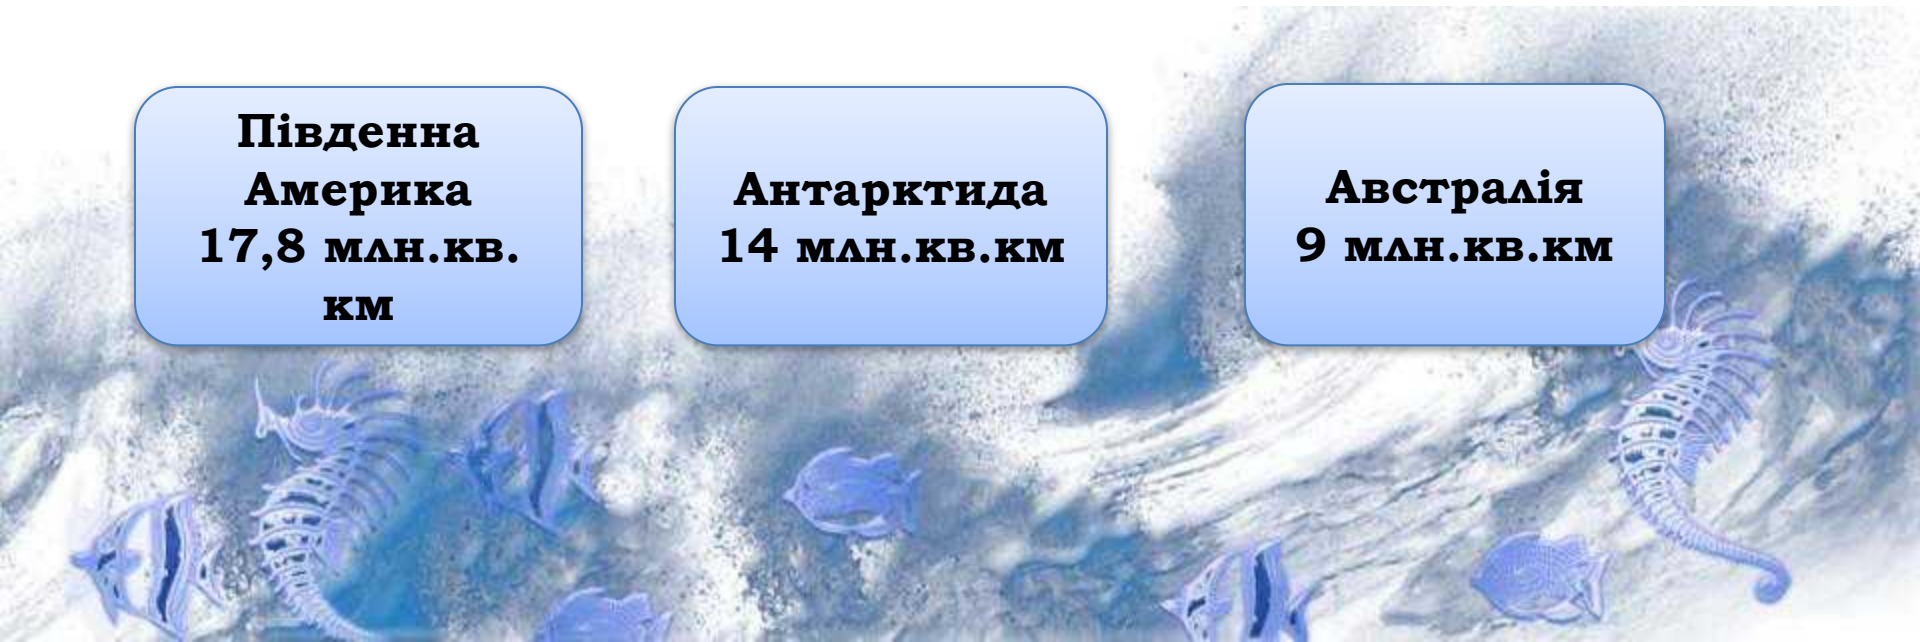 Південна
Америка
17,8 млн.кв.
км
Антарктида
14 млн.кв.км
Австралія
9 млн.кв.км